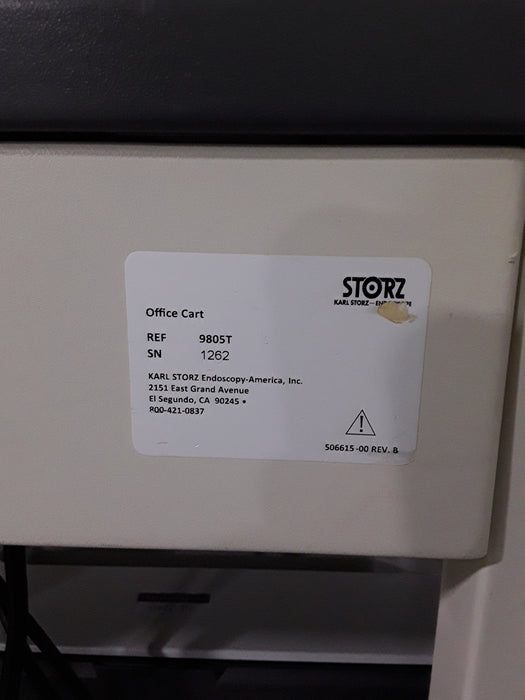 STORZ
KARL STORZ—EN
Office Cart
REF 9805T
SN 1262
KARL STORZ Endoscopy-America, Inc.
2151 East Grand Avenue
El Segundo, CA 90245 •
800-421-0837
506615-00 REV. B